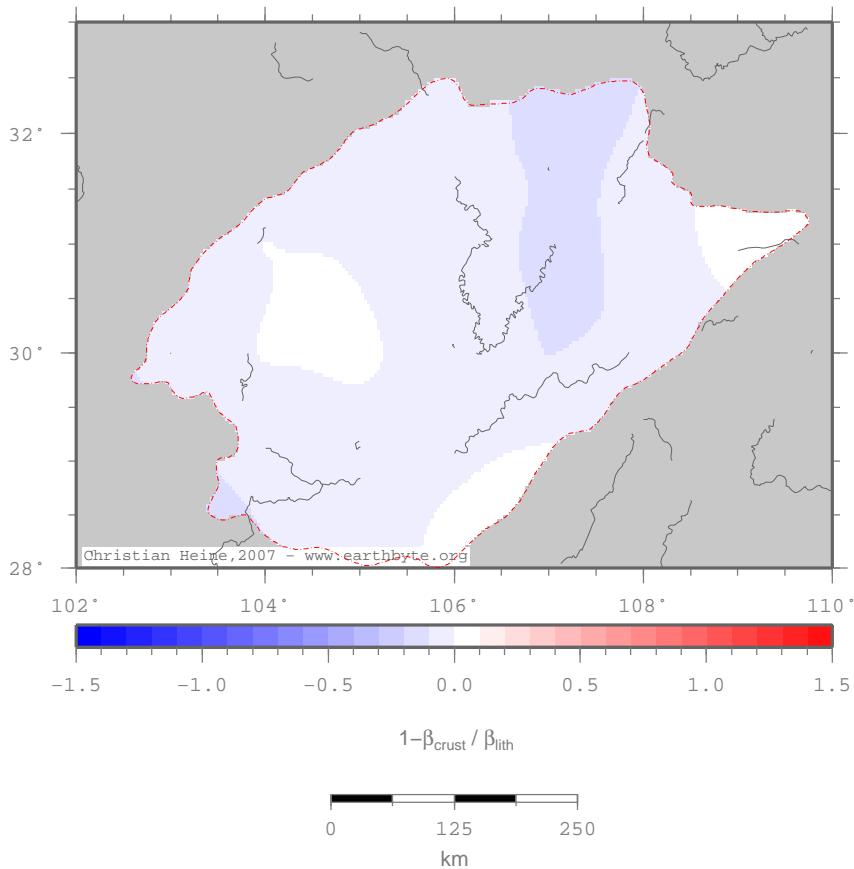 32°
30°
28°
Christian Heine,2007 - www.earthbyte.org
102° 104° 106° 108° 110°
−1.5 −1.0 −0.5 0.0 0.5 1.0 1.5
1−βcrust / βlith
0 125 250
km